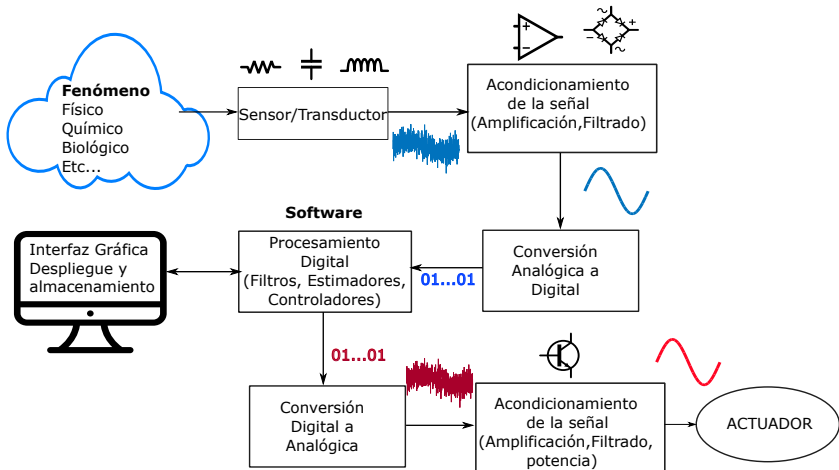 Fenómeno
Físico
Químico
Biológico
Etc...
Sensor/Transductor
Acondicionamiento
de la señal
(Amplificación,Filtrado)
Software
Interfaz Gráfica
Despliegue y
almacenamiento
Procesamiento
Digital
(Filtros, Estimadores,
Controladores)
01...01
Conversión
Analógica a
Digital
01...01
Conversión
Digital a
Analógica
Acondicionamiento
de la señal
(Amplificación,Filtrado,
potencia)
ACTUADOR